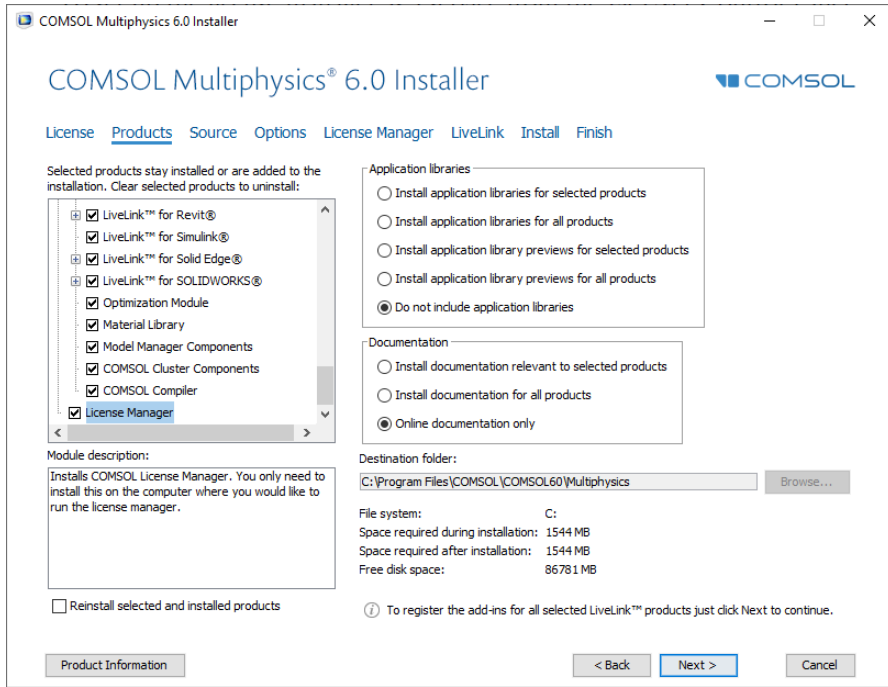 COMSOL Multiphysics 6.0 Installer
COMSOL Multiphysics® 6.0 Installer
COMSOL
License Products Source Options License Manager LiveLink Install Finish
Selected products stay installed or are added to the
installation. Clear selected products to uninstall:
LiveLink™ for Revit®
LiveLink™ for Simulink®
LiveLink™ for Solid Edge®
LiveLink™ for SOLIDWORKS®
Optimization Module
Material Library
Model Manager Components
COMSOL Cluster Components
COMSOL Compiler
License Manager
Module description:
Installs COMSOL License Manager. You only need to
install this on the computer where you would like to
run the license manager.
Reinstall selected and installed products
Application libraries
Install application libraries for selected products
Install application libraries for all products
Install application library previews for selected products
Install application library previews for all products
Do not include application libraries
Documentation
Install documentation relevant to selected products
Install documentation for all products
Online documentation only
Destination folder:
C:\Program Files\COMSOL\COMSOL60\Multiphysics
Browse...
File system: C:
Space required during installation: 1544 MB
Space required after installation: 1544 MB
Free disk space: 86781 MB
To register the add-ins for all selected LiveLink™ products just click Next to continue.
Product Information
< Back
Next >
Cancel